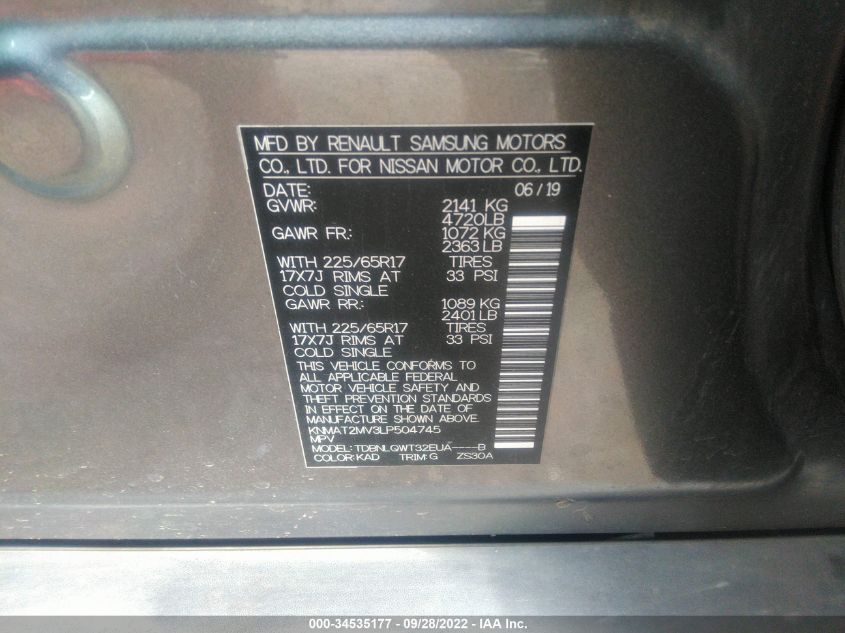 MFD BY RENAULT SAMSUNG MOTORS
CO., LTD. FOR NISSAN MOTOR CO., LTD.
DATE: 06/19
GVWR: 2141 KG
4720LB
GAWR FR.: 1072 KG
2363 LB
WITH 225/65R17 TIRES
17X7J RIMS AT 33 PSI
COLD SINGLE
GAWR RR.: 1089 KG
2401 LB
WITH 225/65R17 TIRES
17X7J RIMS AT 33 PSI
COLD SINGLE
THIS VEHICLE CONFORMS TO
ALL APPLICABLE FEDERAL
MOTOR VEHICLE SAFETY AND
THEFT PREVENTION STANDARDS
IN EFFECT ON THE DATE OF
MANUFACTURE SHOWN ABOVE.
KNMAT2MV3LP504745
MPV
MODEL: TDBNLQWT32EUA----B
COLOR:KAD TRIM:G ZS30A
000-34535177 - 09/28/2022 - IAA Inc.